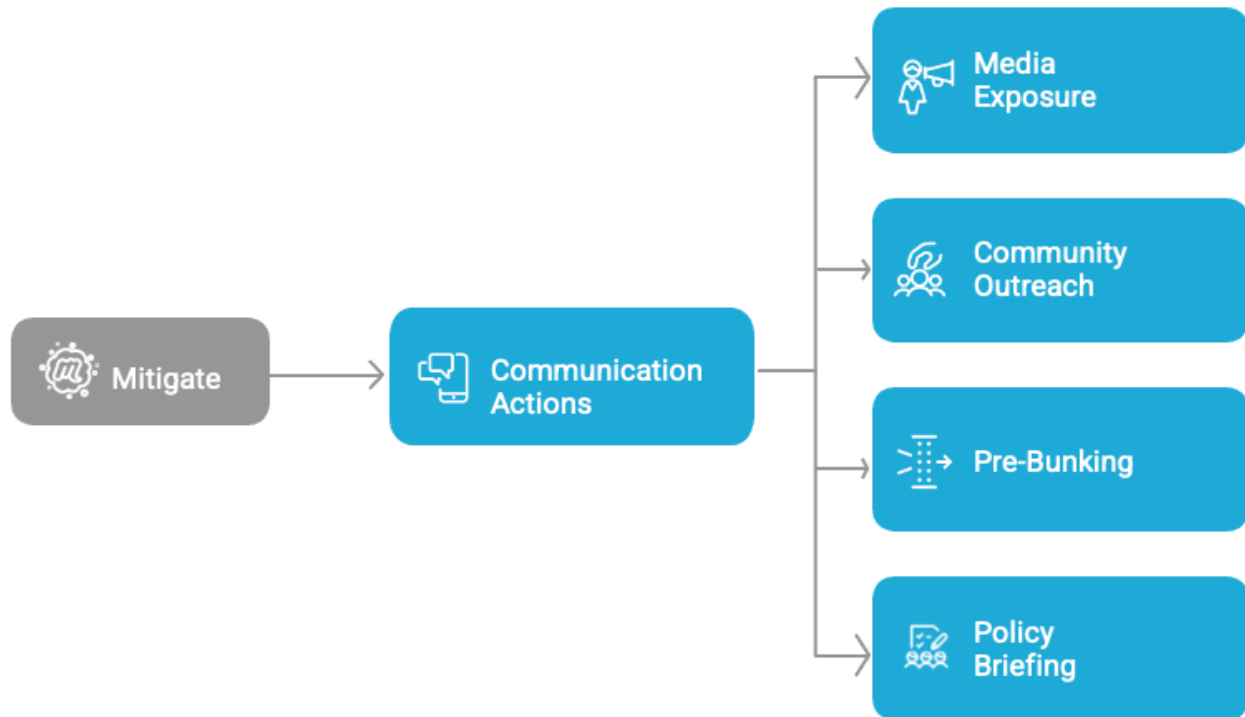 Media
Exposure
Community
Outreach
Mitigate
Communication
Actions
Pre-Bunking
Policy
Briefing